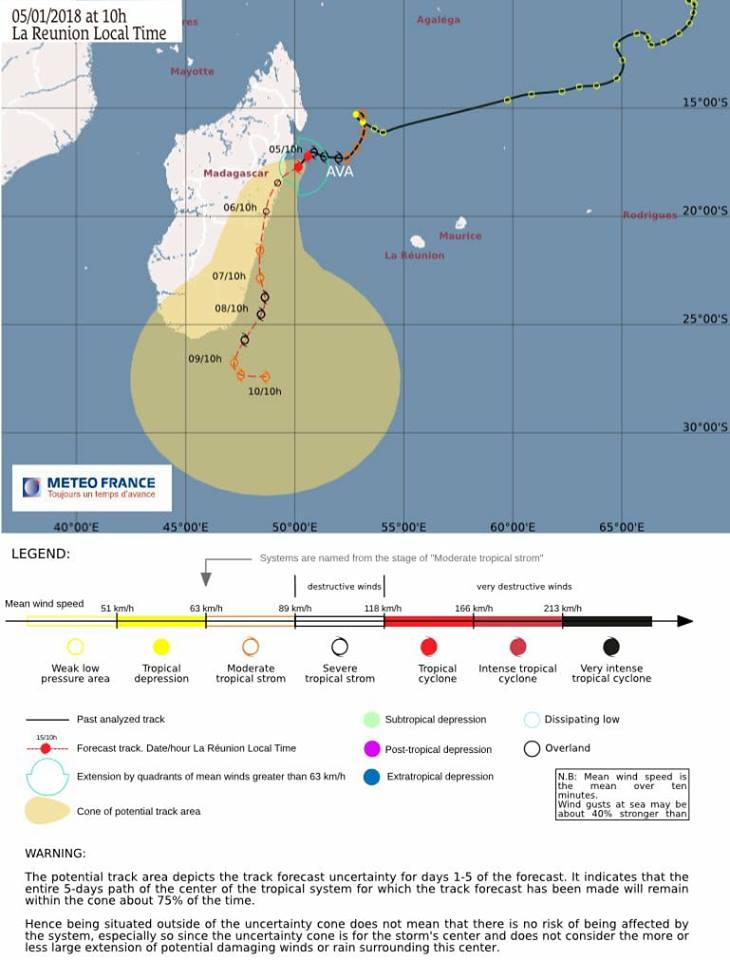 05/01/2018 at 10h
La Reunion Local Time
res
Agaléga
Mayotte
15°00'S
05/10h
AVA
Madagascar
06/10h
Rodrigues
20°00'S
Maurice
La Réunion
07/10h
08/10h
25°00'S
09/10h
10/10h
30°00'S
METEO FRANCE
Toujours un temps d'avance
40°00'E
45°00'E
50°00'E
55°00'E
60°00'E
65°00'E
LEGEND:
Systems are named from the stage of "Moderate tropical strom"
destructive winds
very destructive winds
Mean wind speed
51 km/h
63 km/h
89 km/h
118 km/h
166 km/h
213 km/h
Weak low
pressure area
Tropical
depression
Moderate
tropical strom
Severe
tropical strom
Tropical
cyclone
Intense tropical
cyclone
Very intense
tropical cyclone
Past analyzed track
Subtropical depression
Dissipating low
15/10h
Forecast track. Date/hour La Réunion Local Time
Post-tropical depression
Overland
Extension by quadrants of mean winds greater than 63 km/h
Extratropical depression
N.B: Mean wind speed is
the mean over ten
minutes.
Wind gusts at sea may be
about 40% stronger than
Cone of potential track area
WARNING:
The potential track area depicts the track forecast uncertainty for days 1-5 of the forecast. It indicates that the
entire 5-days path of the center of the tropical system for which the track forecast has been made will remain
within the cone about 75% of the time.
Hence being situated outside of the uncertainty cone does not mean that there is no risk of being affected by
the system, especially so since the uncertainty cone is for the storm's center and does not consider the more or
less large extension of potential damaging winds or rain surrounding this center.